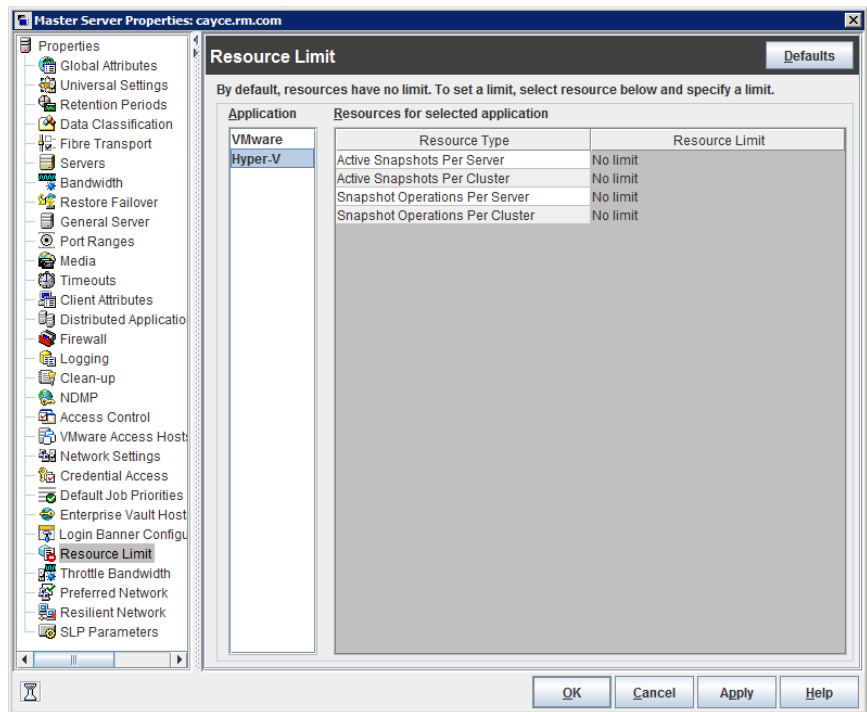 Master Server Properties: cayce.rm.com
Properties
Global Attributes
Universal Settings
Retention Periods
Data Classification
Fibre Transport
Servers
Bandwidth
Restore Failover
General Server
Port Ranges
Media
Timeouts
Client Attributes
Distributed Applicatio
Firewall
Logging
Clean-up
NDMP
Access Control
VMware Access Hosts
Network Settings
Credential Access
Default Job Priorities
Enterprise Vault Host
Login Banner Configu
Resource Limit
Throttle Bandwidth
Preferred Network
Resilient Network
SLP Parameters
Resource Limit
Defaults
By default, resources have no limit. To set a limit, select resource below and specify a limit.
Application
VMware
Hyper-V
Resources for selected application
Resource Type Resource Limit
Active Snapshots Per Server No limit
Active Snapshots Per Cluster No limit
Snapshot Operations Per Server No limit
Snapshot Operations Per Cluster No limit
OK Cancel Apply Help